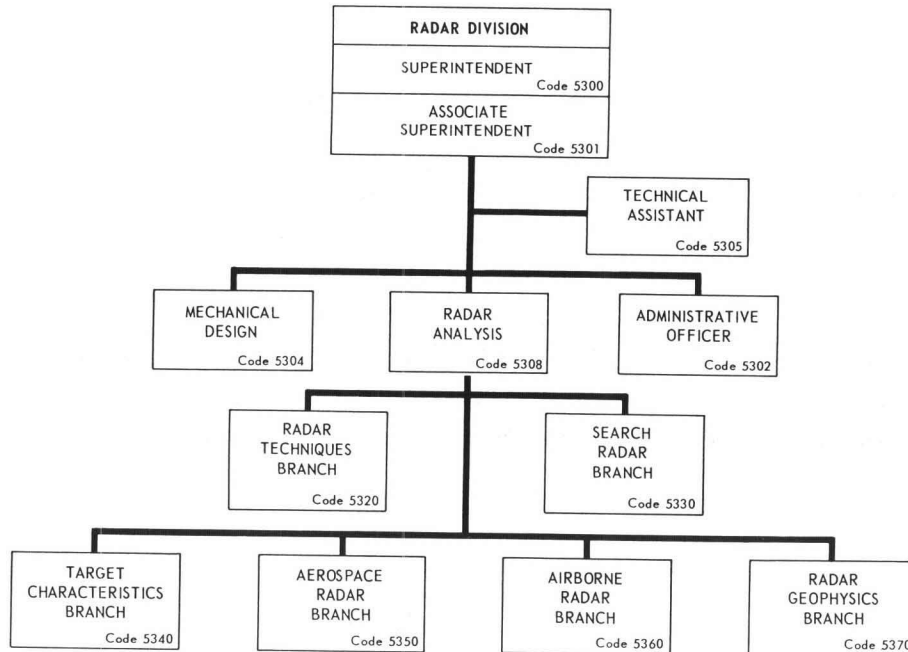 RADAR DIVISION
SUPERINTENDENT
Code 5300
ASSOCIATE
SUPERINTENDENT
Code 5301
TECHNICAL
ASSISTANT
Code 5305
MECHANICAL
DESIGN
Code 5304
RADAR
ANALYSIS
Code 5308
ADMINISTRATIVE
OFFICER
Code 5302
RADAR
TECHNIQUES
BRANCH
Code 5320
SEARCH
RADAR
BRANCH
Code 5330
TARGET
CHARACTERISTICS
BRANCH
Code 5340
AEROSPACE
RADAR
BRANCH
Code 5350
AIRBORNE
RADAR
BRANCH
Code 5360
RADAR
GEOPHYSICS
BRANCH
Code 5370